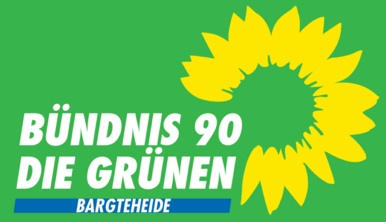 BÜNDNIS 90
DIE GRÜNEN
BARGTEHEIDE